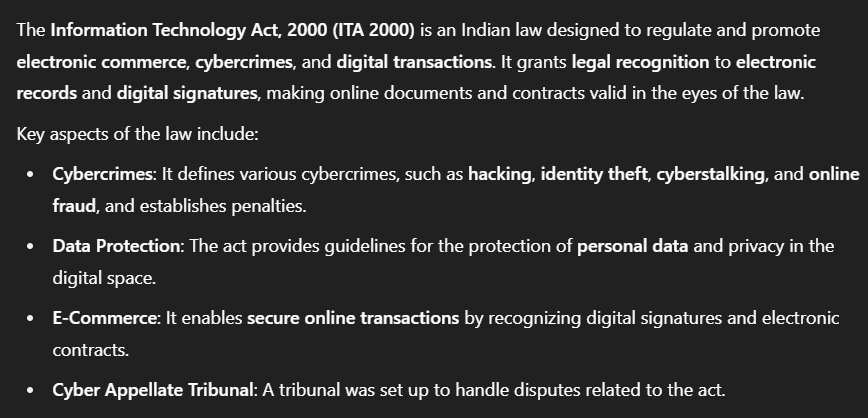 The Information Technology Act, 2000 (ITA 2000) is an Indian law designed to regulate and promote
electronic commerce, cybercrimes, and digital transactions. It grants legal recognition to electronic
records and digital signatures, making online documents and contracts valid in the eyes of the law.
Key aspects of the law include:
• Cybercrimes: It defines various cybercrimes, such as hacking, identity theft, cyberstalking, and online
fraud, and establishes penalties.
• Data Protection: The act provides guidelines for the protection of personal data and privacy in the
digital space.
• E-Commerce: It enables secure online transactions by recognizing digital signatures and electronic
contracts.
• Cyber Appellate Tribunal: A tribunal was set up to handle disputes related to the act.